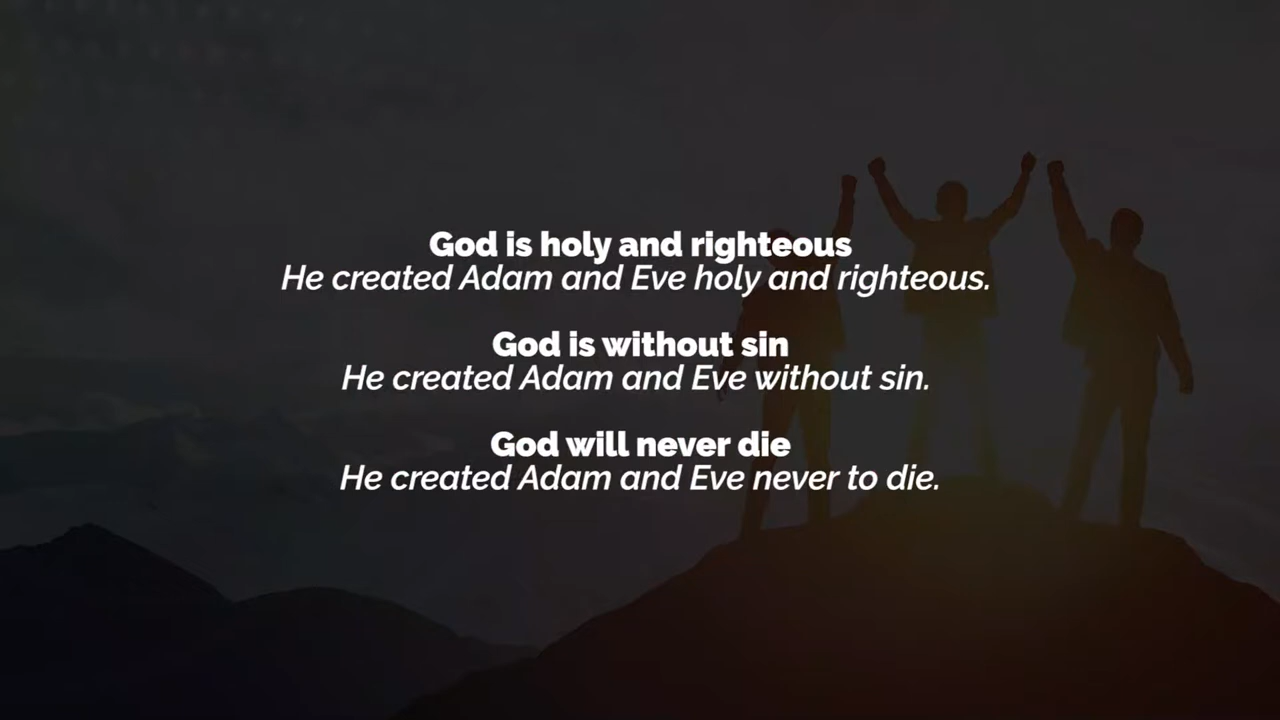 God is holy and righteous
He created Adam and Eve holy and righteous.
God is without sin
He created Adam and Eve without sin.
God will never die
He created Adam and Eve never to die.